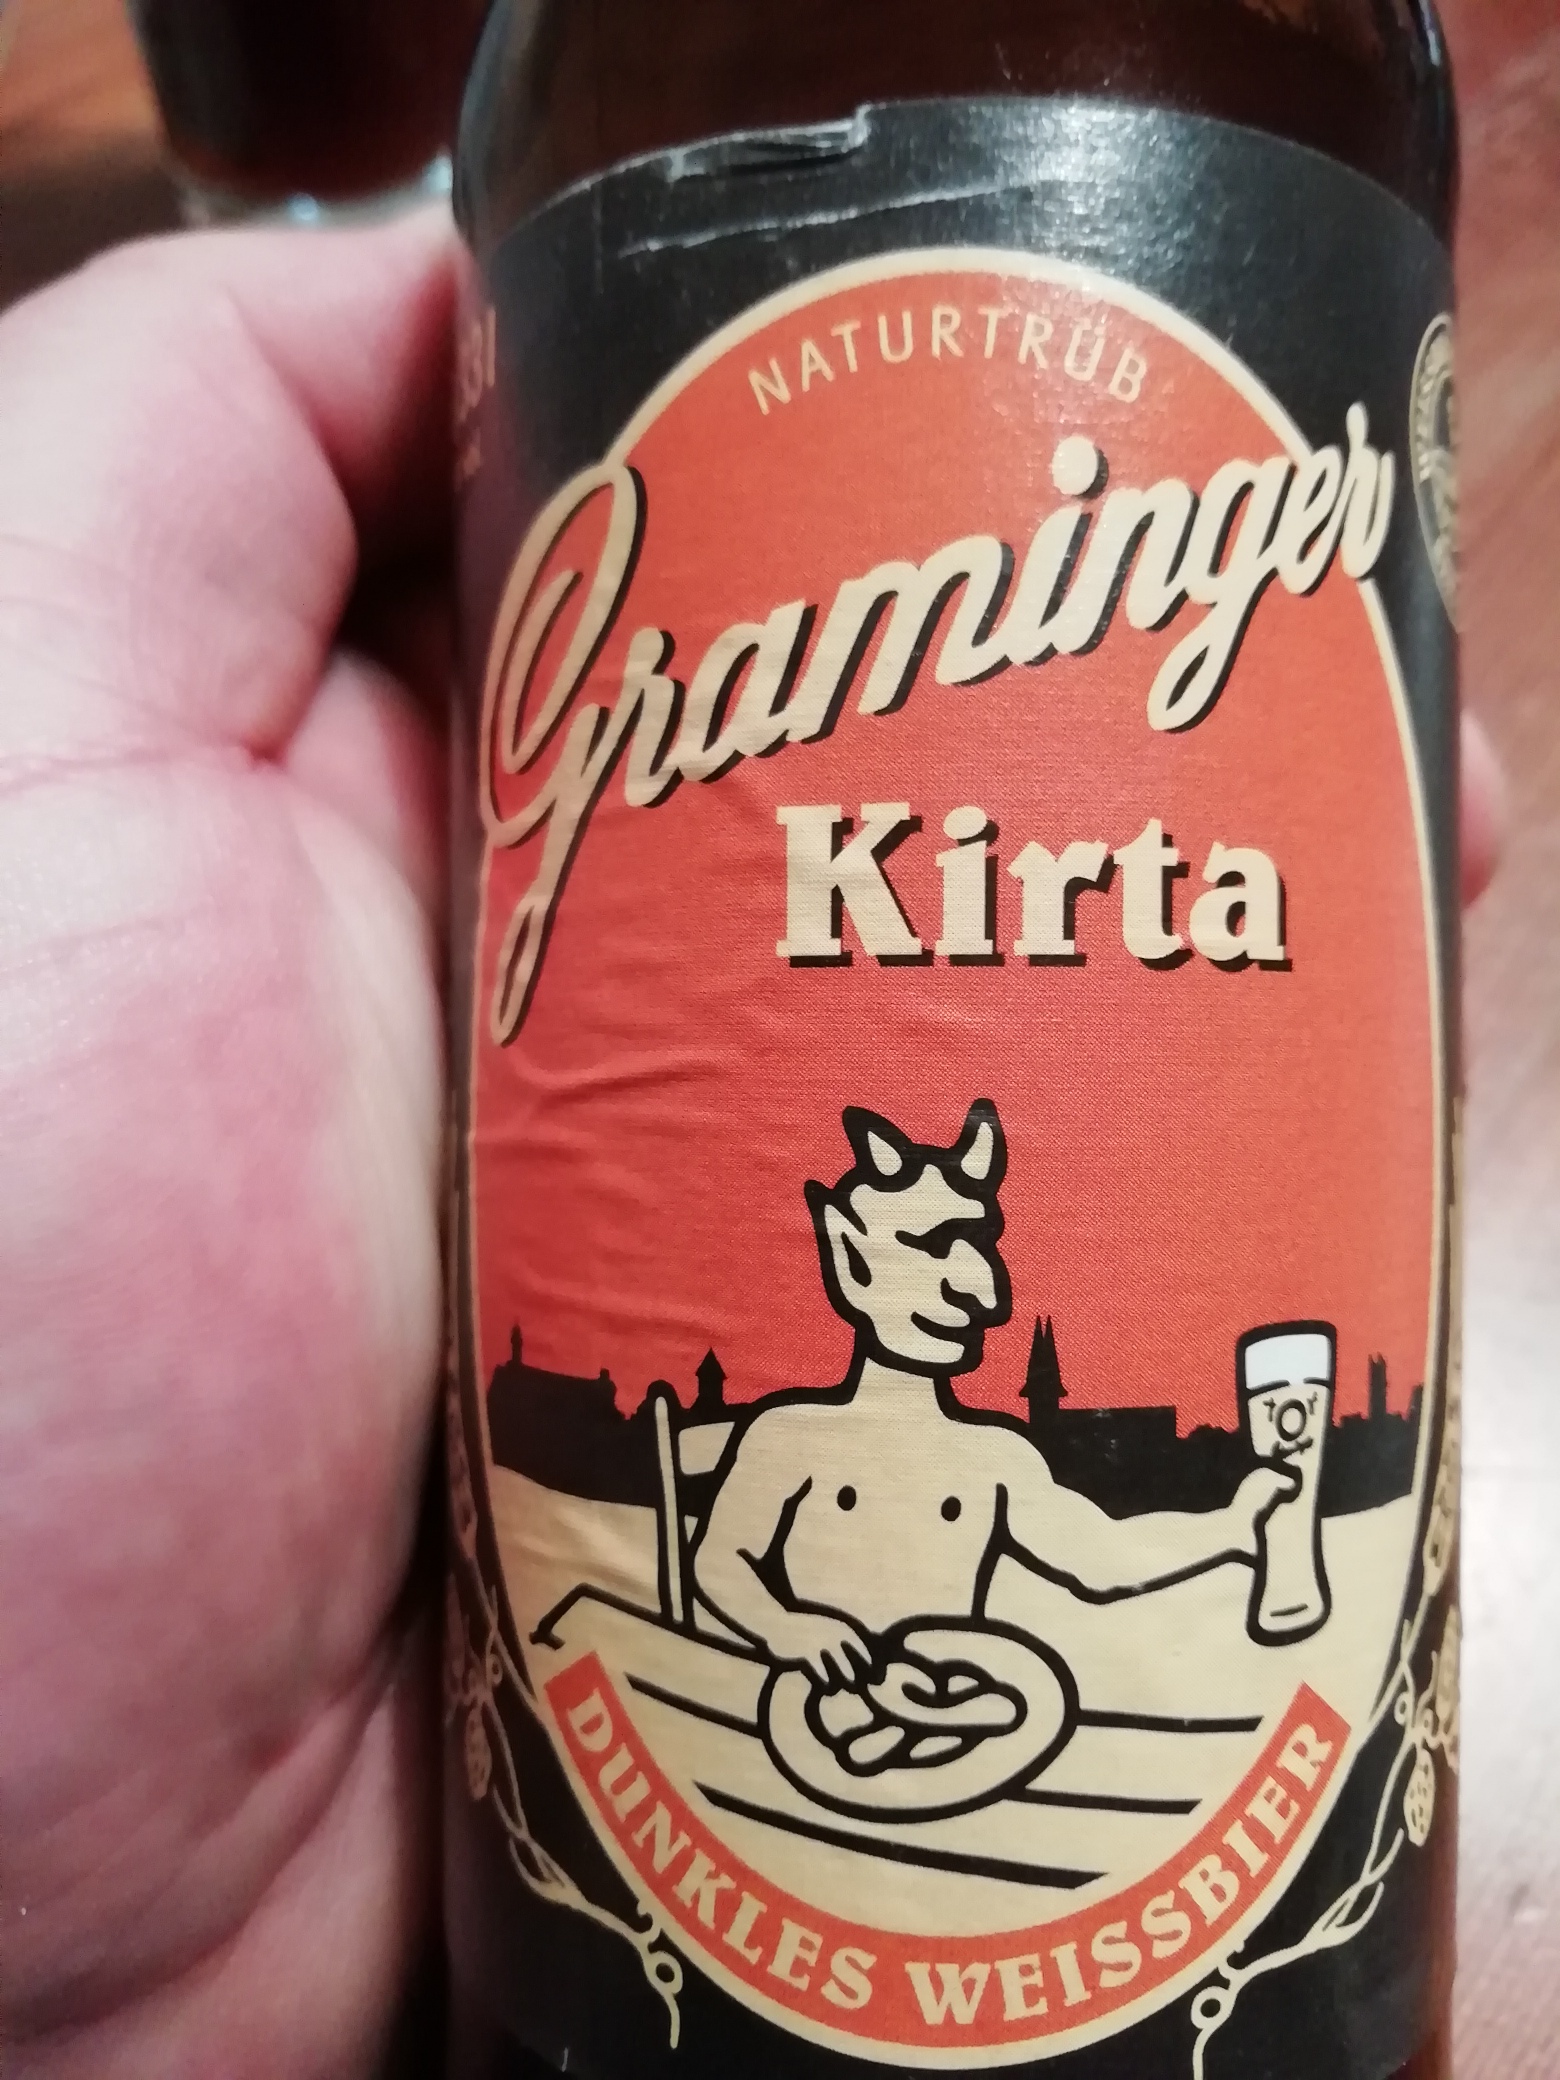 NATURTRÜB
Graminger
Kirta
DUNKLES WEISSBIER